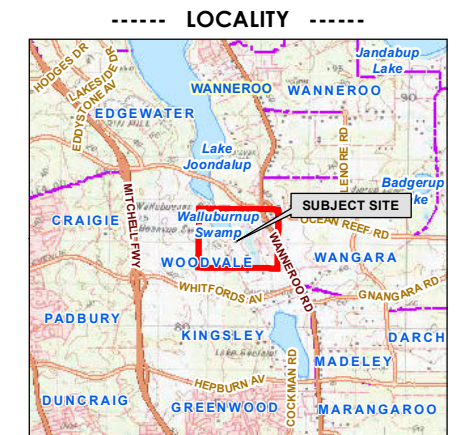 ------ LOCALITY ------
Jandabup
Lake
HODGES DR
LAKESIDE DR
EDDYSTONE AV
WANNEROO
WANNEROO
EDGEWATER
Lake
Joondalup
LENORE RD
Badgerup
ke
MITCHELL FWY
SUBJECT SITE
CRAIGIE
Walluburnup
Swamp
OCEAN REEF RD
WANNEROO RD
WOODVALE
WANGARA
WHITFORDS AV
GNANGARA RD
PADBURY
KINGSLEY
DARCH
MADELEY
HEPBURN AV
COCKMAN RD
DUNCRAIG
GREENWOOD
MARANGAROO